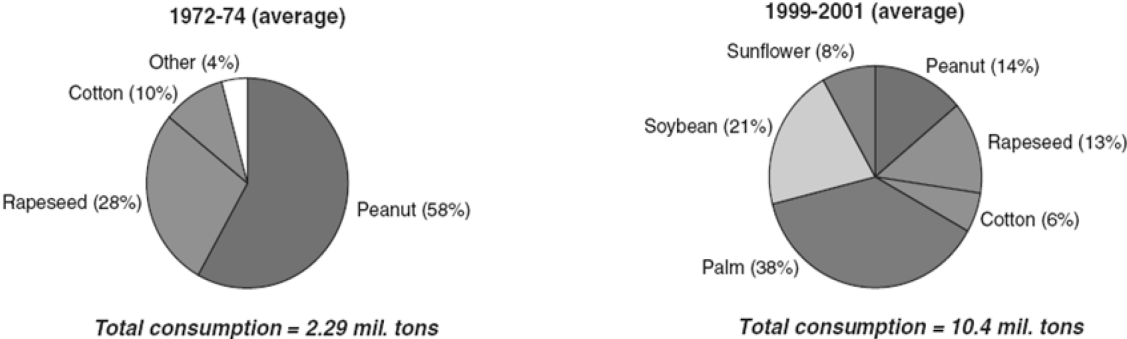 1972-74 (average)
Other (4%)
Cotton (10%)
Rapeseed (28%)
Peanut (58%)
Total consumption = 2.29 mil. tons
1999-2001 (average)
Sunflower (8%)
Peanut (14%)
Soybean (21%)
Rapeseed (13%)
Cotton (6%)
Palm (38%)
Total consumption = 10.4 mil. tons